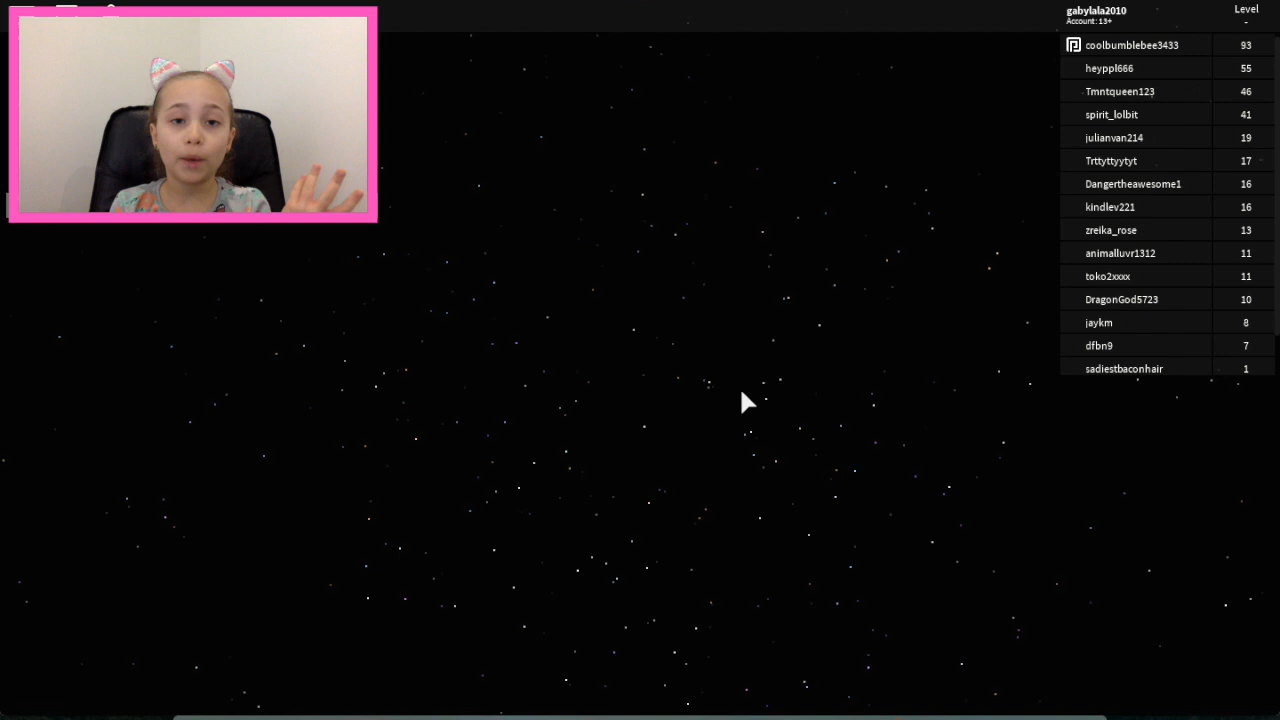 gabylala2010 Level
Account: 13+ -
coolbumblebee3433 93
heyppl666 55
Tmntqueen123 46
spirit_lolbit 41
julianvan214 19
Trttyttyytyt 17
Dangertheawesome1 16
kindlev221 16
zreika_rose 13
animalluvr1312 11
toko2xxxx 11
DragonGod5723 10
jaykm 8
dfbn9 7
sadiestbaconhair 1